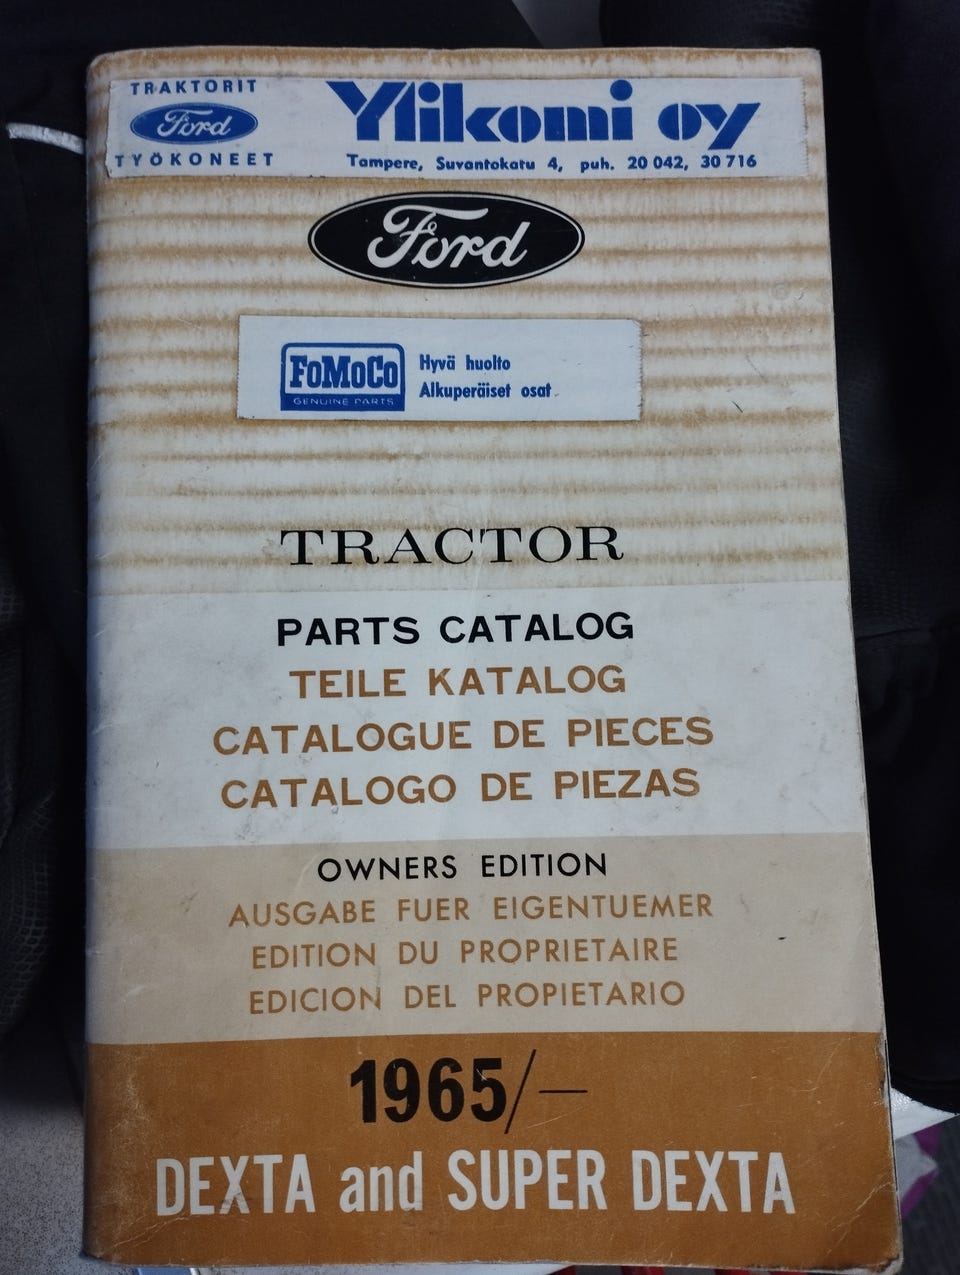 TRAKTORIT
Ford
TYÖKONEET
Ylikomi oy
Tampere, Suvantokatu 4, puh. 20 042, 30 716
Ford
FoMoCo
GENUINE PARTS
Hyvä huolto
Alkuperäiset osat
TRACTOR
PARTS CATALOG
TEILE KATALOG
CATALOGUE DE PIECES
CATALOGO DE PIEZAS
OWNERS EDITION
AUSGABE FUER EIGENTUEMER
EDITION DU PROPRIETAIRE
EDICION DEL PROPIETARIO
1965/—
DEXTA and SUPER DEXTA